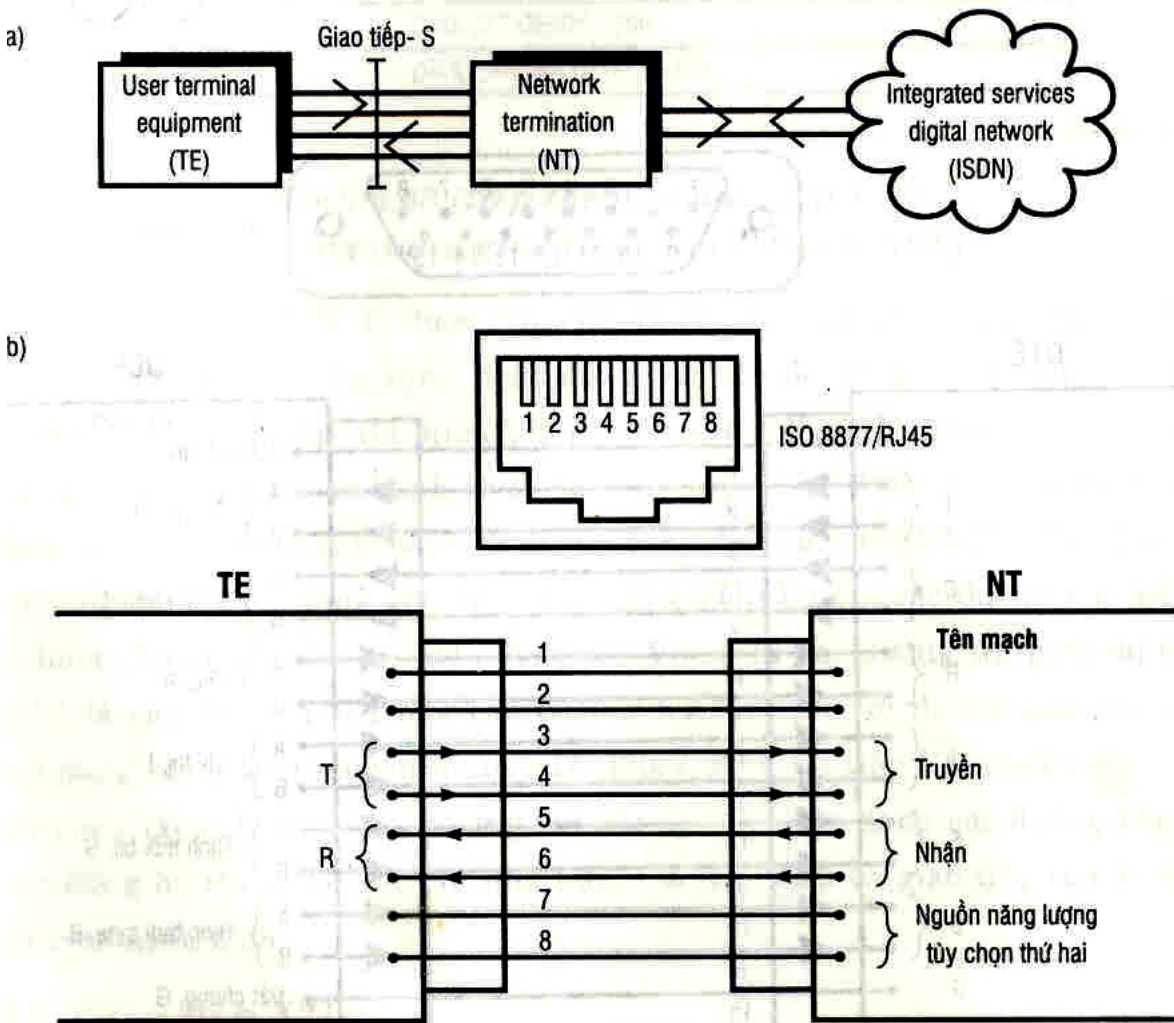 a)
Giao tiếp- S
User terminal
equipment
(TE)
Network
termination
(NT)
Integrated services
digital network
(ISDN)
b)
1 2 3 4 5 6 7 8
ISO 8877/RJ45
TE
NT
Tên mạch
1
2
3
T
4
Truyền
5
R
6
Nhận
7
8
Nguồn năng lượng
tùy chọn thứ hai